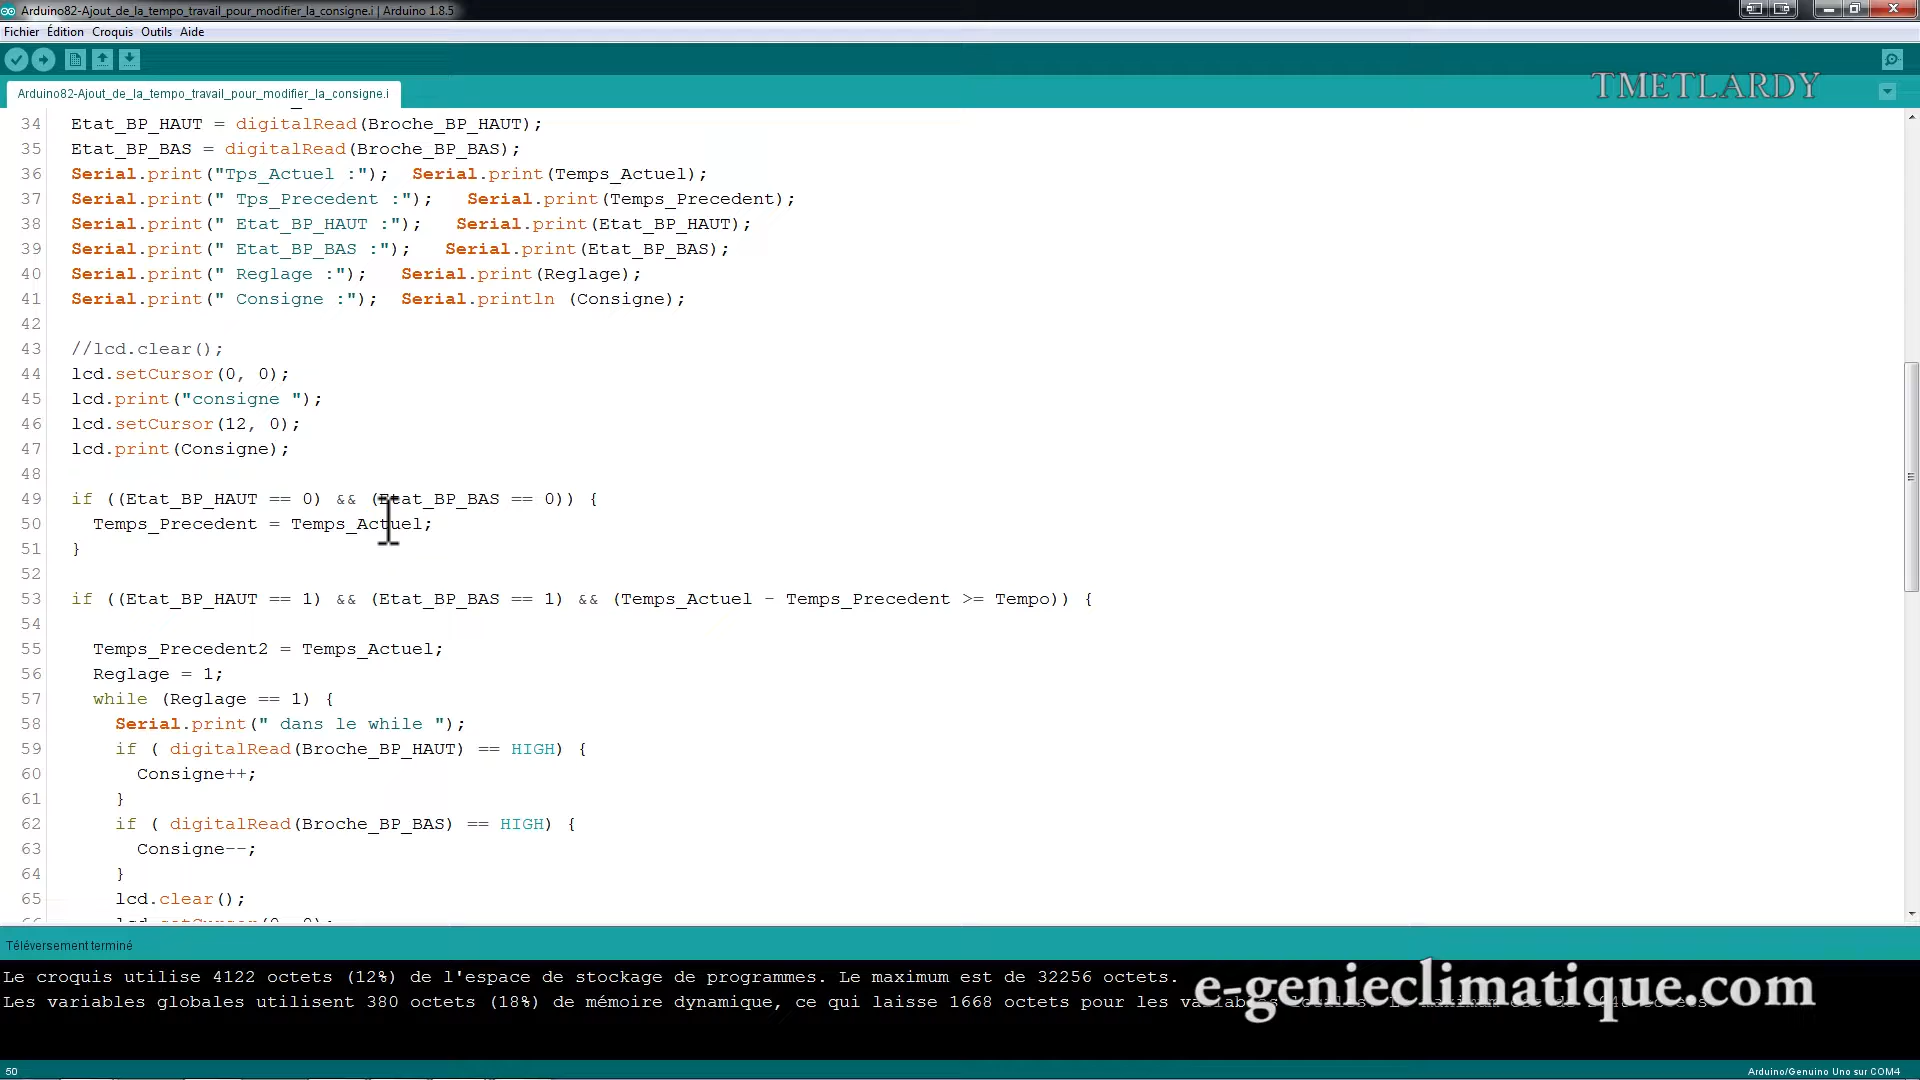 Arduino82-Ajout_de_la_tempo_travail_pour_modifier_la_consigne.i | Arduino 1.8.5
Fichier Édition Croquis Outils Aide
TMETLARDY
Arduino82-Ajout_de_la_tempo_travail_pour_modifier_la_consigne.i
34 Etat_BP_HAUT = digitalRead(Broche_BP_HAUT);
35 Etat_BP_BAS = digitalRead(Broche_BP_BAS);
36 Serial.print("Tps_Actuel :"); Serial.print(Temps_Actuel);
37 Serial.print(" Tps_Precedent :"); Serial.print(Temps_Precedent);
38 Serial.print(" Etat_BP_HAUT :"); Serial.print(Etat_BP_HAUT);
39 Serial.print(" Etat_BP_BAS :"); Serial.print(Etat_BP_BAS);
40 Serial.print(" Reglage :"); Serial.print(Reglage);
41 Serial.print(" Consigne :"); Serial.println (Consigne);
42
43 //lcd.clear();
44 lcd.setCursor(0, 0);
45 lcd.print("consigne ");
46 lcd.setCursor(12, 0);
47 lcd.print(Consigne);
48
49 if ((Etat_BP_HAUT == 0) && (Etat_BP_BAS == 0)) {
50 Temps_Precedent = Temps_Actuel;
51 }
52
53 if ((Etat_BP_HAUT == 1) && (Etat_BP_BAS == 1) && (Temps_Actuel - Temps_Precedent >= Tempo)) {
54
55 Temps_Precedent2 = Temps_Actuel;
56 Reglage = 1;
57 while (Reglage == 1) {
58 Serial.print(" dans le while ");
59 if ( digitalRead(Broche_BP_HAUT) == HIGH) {
60 Consigne++;
61 }
62 if ( digitalRead(Broche_BP_BAS) == HIGH) {
63 Consigne--;
64 }
65 lcd.clear();
66 lcd.setCursor(0, 0);
Téléversement terminé
Le croquis utilise 4122 octets (12%) de l'espace de stockage de programmes. Le maximum est de 32256 octets.
Les variables globales utilisent 380 octets (18%) de mémoire dynamique, ce qui laisse 1668 octets pour les variables locales. Le maximum est de 2048 octets.
e-genieclimatique.com
50
Arduino/Genuino Uno sur COM4